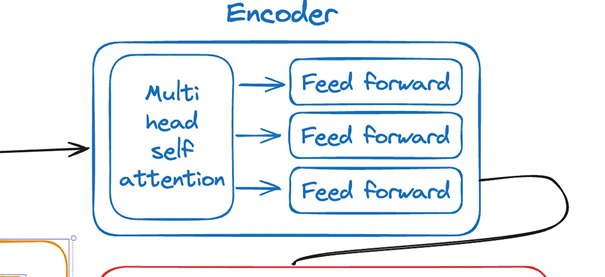 Encoder
Multi
head
self
attention
Feed forward
Feed forward
Feed forward